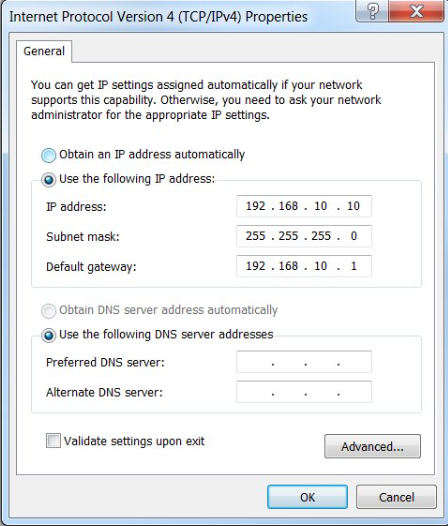 Internet Protocol Version 4 (TCP/IPv4) Properties
General
You can get IP settings assigned automatically if your network
supports this capability. Otherwise, you need to ask your network
administrator for the appropriate IP settings.
Obtain an IP address automatically
Use the following IP address:
IP address: 192 . 168 . 10 . 10
Subnet mask: 255 . 255 . 255 . 0
Default gateway: 192 . 168 . 10 . 1
Obtain DNS server address automatically
Use the following DNS server addresses
Preferred DNS server: . . .
Alternate DNS server: . . .
Validate settings upon exit
Advanced...
OK Cancel